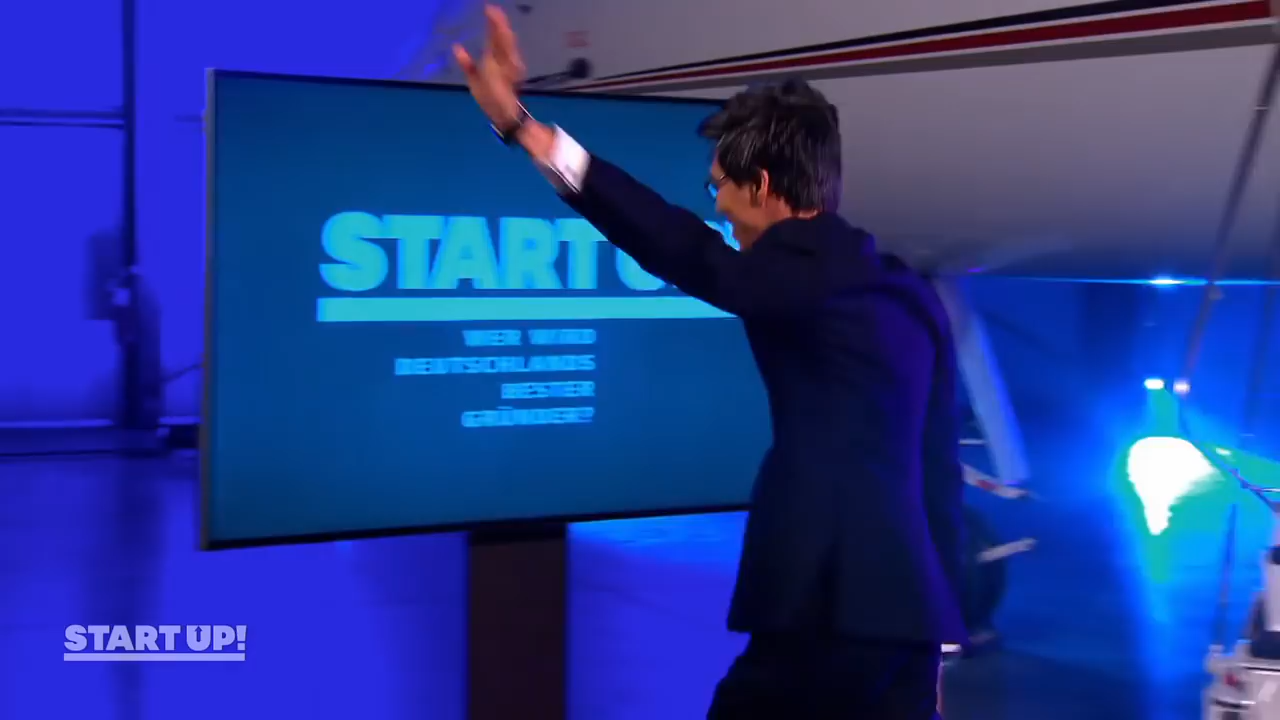 START U
WER WIRD
DEUTSCHLANDS
BESTER
GRÜNDER?
START UP!